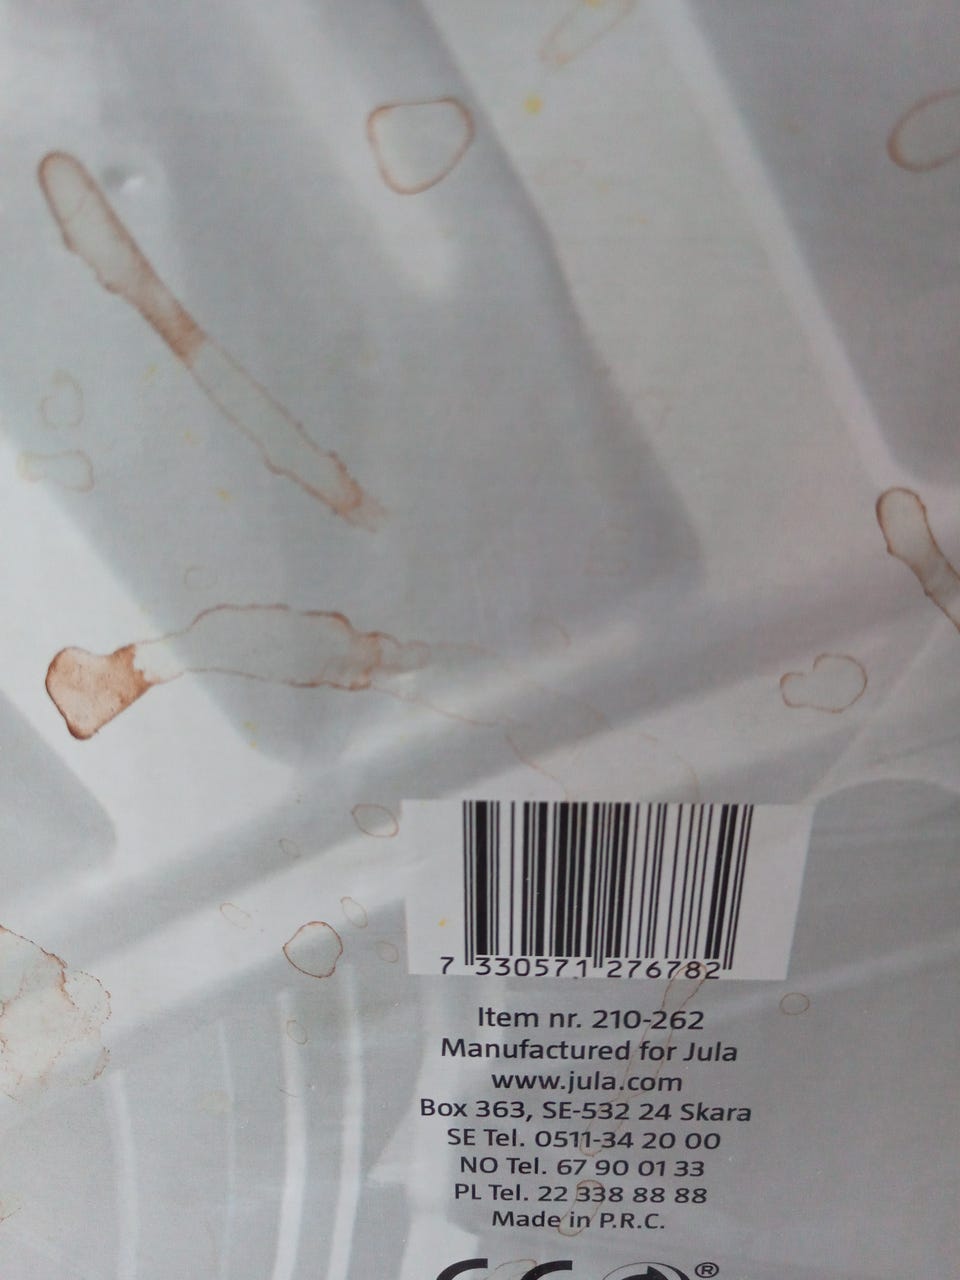 7 330571 276782
Item nr. 210-262
Manufactured for Jula
www.jula.com
Box 363, SE-532 24 Skara
SE Tel. 0511-34 20 00
NO Tel. 67 90 01 33
PL Tel. 22 338 88 88
Made in P.R.C.
®